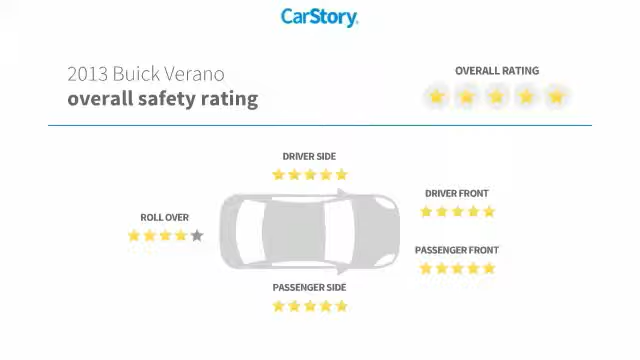 CarStory.
2013 Buick Verano
overall safety rating
OVERALL RATING
DRIVER SIDE
DRIVER FRONT
ROLL OVER
PASSENGER FRONT
PASSENGER SIDE